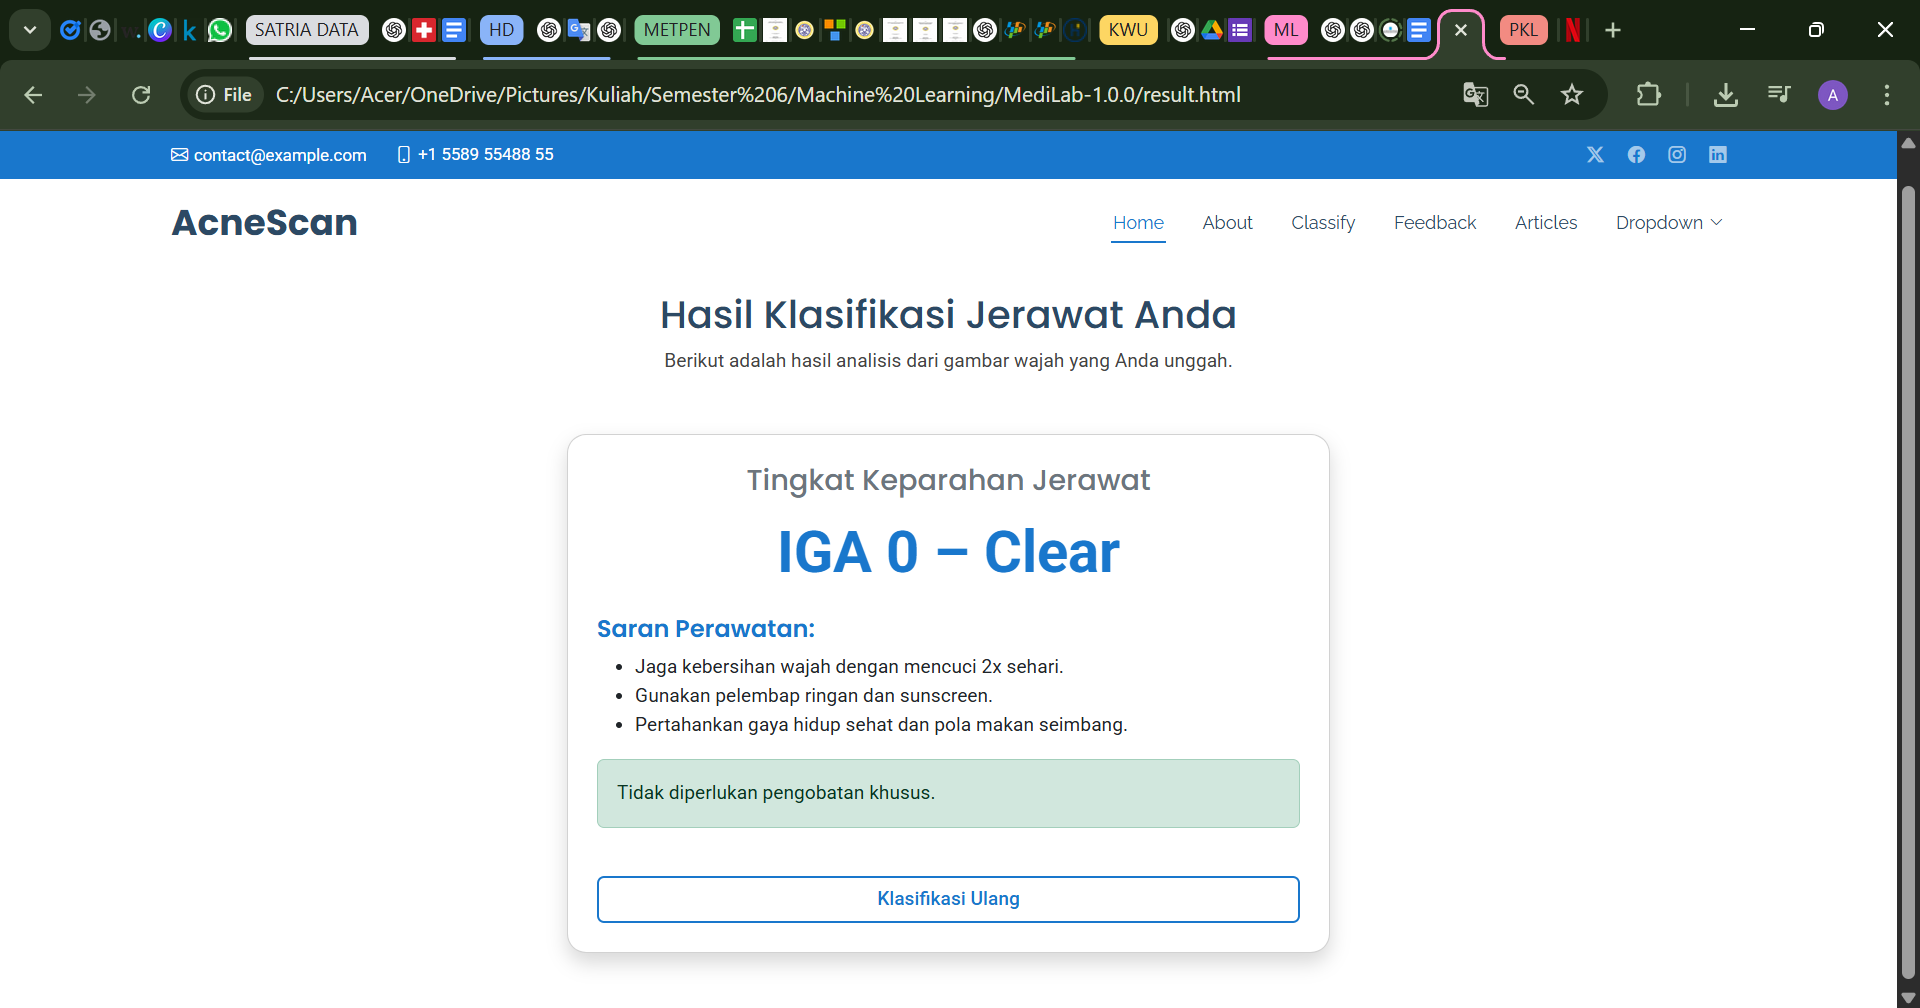 SATRIA DATA
HD
METPEN
KWU
ML
PKL
File
C:/Users/Acer/OneDrive/Pictures/Kuliah/Semester%206/Machine%20Learning/MediLab-1.0.0/result.html
A
contact@example.com
+1 5589 55488 55
AcneScan
Home
About
Classify
Feedback
Articles
Dropdown
Hasil Klasifikasi Jerawat Anda
Berikut adalah hasil analisis dari gambar wajah yang Anda unggah.
Tingkat Keparahan Jerawat
IGA 0 – Clear
Saran Perawatan:
• Jaga kebersihan wajah dengan mencuci 2x sehari.
• Gunakan pelembap ringan dan sunscreen.
• Pertahankan gaya hidup sehat dan pola makan seimbang.
Tidak diperlukan pengobatan khusus.
Klasifikasi Ulang